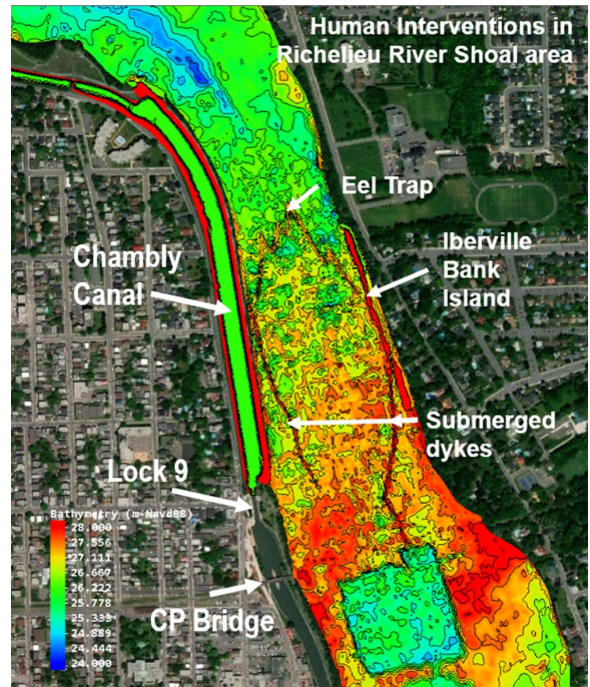 Human Interventions in
Richelieu River Shoal area
Eel Trap
Iberville
Bank
Island
Chambly
Canal
Submerged
dykes
Lock 9
CP Bridge
Bathymetry (m-Navd88)
28.000
27.556
27.111
26.667
26.222
25.778
25.333
24.889
24.444
24.000